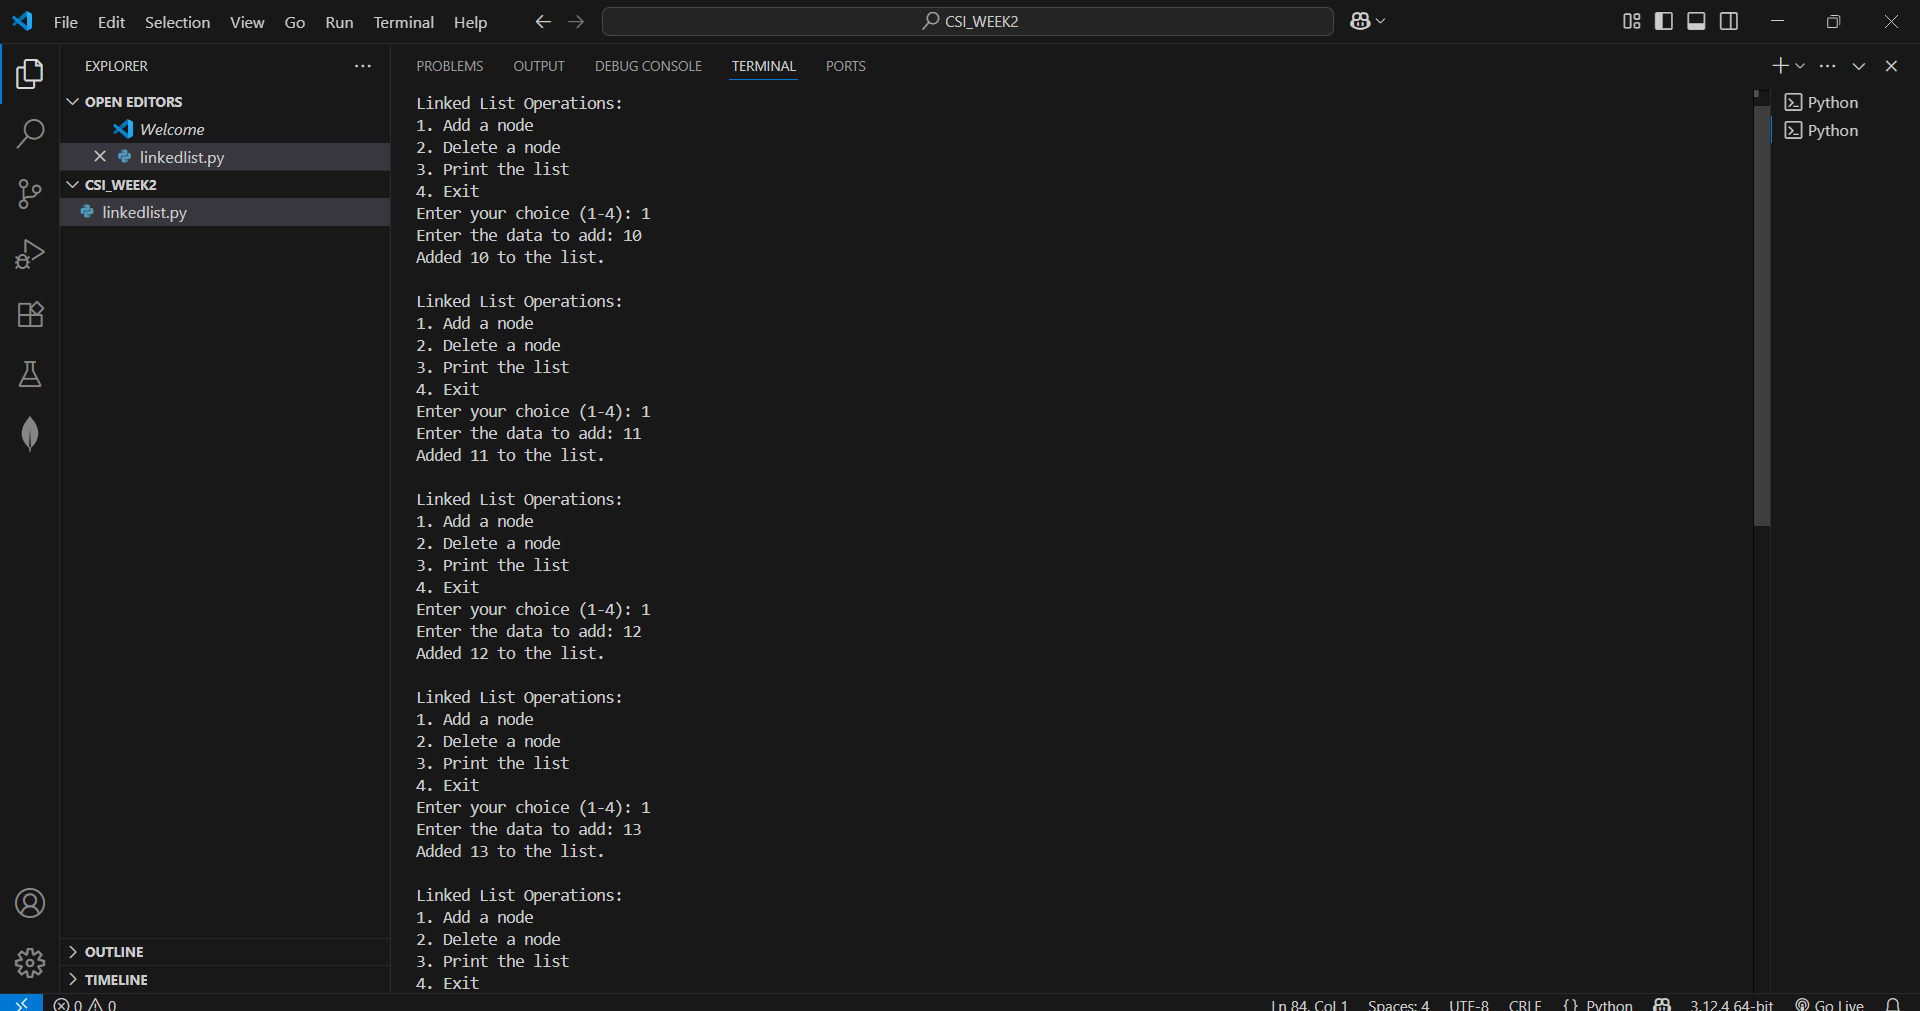 File Edit Selection View Go Run Terminal Help
CSI_WEEK2
EXPLORER
OPEN EDITORS
Welcome
linkedlist.py
CSI_WEEK2
linkedlist.py
OUTLINE
TIMELINE
PROBLEMS OUTPUT DEBUG CONSOLE TERMINAL PORTS
Linked List Operations:
1. Add a node
2. Delete a node
3. Print the list
4. Exit
Enter your choice (1-4): 1
Enter the data to add: 10
Added 10 to the list.
Linked List Operations:
1. Add a node
2. Delete a node
3. Print the list
4. Exit
Enter your choice (1-4): 1
Enter the data to add: 11
Added 11 to the list.
Linked List Operations:
1. Add a node
2. Delete a node
3. Print the list
4. Exit
Enter your choice (1-4): 1
Enter the data to add: 12
Added 12 to the list.
Linked List Operations:
1. Add a node
2. Delete a node
3. Print the list
4. Exit
Enter your choice (1-4): 1
Enter the data to add: 13
Added 13 to the list.
Linked List Operations:
1. Add a node
2. Delete a node
3. Print the list
4. Exit
Python
Python
0 0
Ln 84, Col 1 Spaces: 4 UTF-8 CRLF {} Python 3.12.4 64-bit Go Live